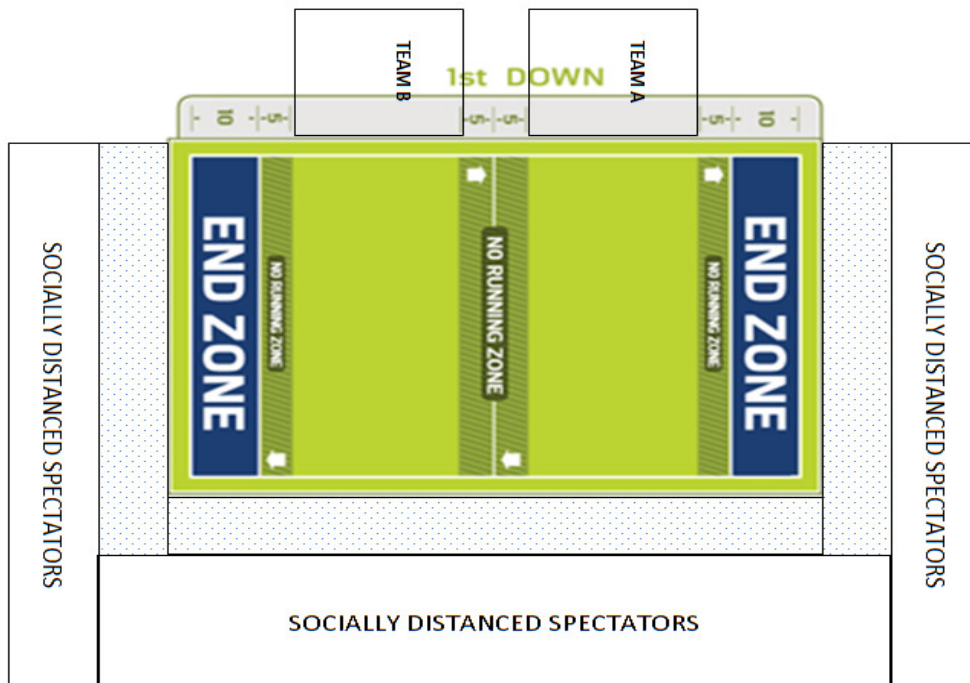 TEAM B
TEAM A
1st DOWN
10
5
5
5
5
10
END ZONE
NO RUNNING ZONE
NO RUNNING ZONE
NO RUNNING ZONE
END ZONE
SOCIALLY DISTANCED SPECTATORS
SOCIALLY DISTANCED SPECTATORS
SOCIALLY DISTANCED SPECTATORS